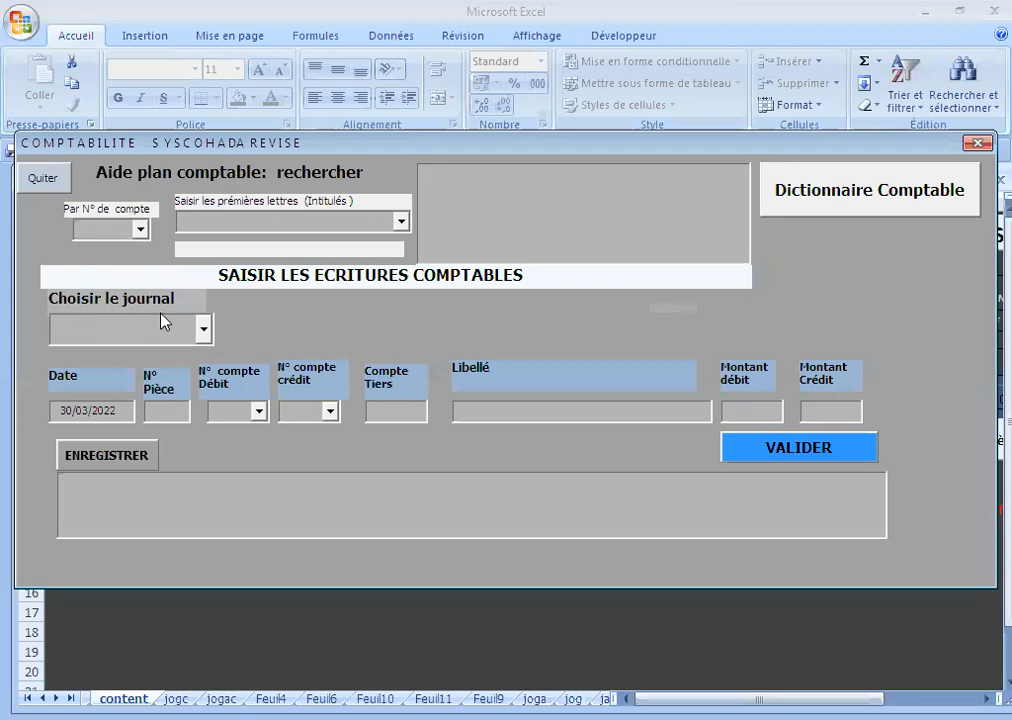 Microsoft Excel
Accueil Insertion Mise en page Formules Données Révision Affichage Développeur
Coller
Presse-papiers
11
G I S
Police
Alignement
Standard
% 000
Nombre
Mise en forme conditionnelle
Mettre sous forme de tableau
Styles de cellules
Style
Insérer
Supprimer
Format
Cellules
Σ
Trier et filtrer
Rechercher et sélectionner
Édition
COMPTABILITE SYSCOHADA REVISE
Quiter
Aide plan comptable: rechercher
Par N° de compte
Saisir les prémières lettres (Intitulés )
Dictionnaire Comptable
SAISIR LES ECRITURES COMPTABLES
Choisir le journal
Date
N° Pièce
N° compte Débit
N° compte crédit
Compte Tiers
Libellé
Montant débit
Montant Crédit
30/03/2022
ENREGISTRER
VALIDER
16
17
18
19
20
content jogc jogac Feuil4 Feuil6 Feuil10 Feuil11 Feuil9 joga jog